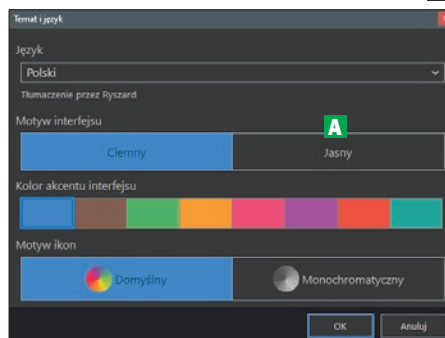 Temat i język
Język
Polski
Tłumaczenie przez Ryszard
Motyw interfejsu
A
Ciemny
Jasny
Kolor akcentu interfejsu
Motyw ikon
Domyślny
Monochromatyczny
OK
Anuluj